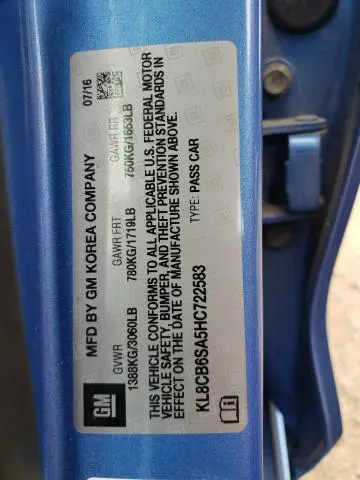 MFD BY GM KOREA COMPANY 07/16
GVWR GAWR FRT GAWR RR
1388KG/3060LB 780KG/1719LB 750KG/1653LB
THIS VEHICLE CONFORMS TO ALL APPLICABLE U.S. FEDERAL MOTOR
VEHICLE SAFETY, BUMPER, AND THEFT PREVENTION STANDARDS IN
EFFECT ON THE DATE OF MANUFACTURE SHOWN ABOVE.
TYPE: PASS CAR
KL8CB6SA5HC722583
GM